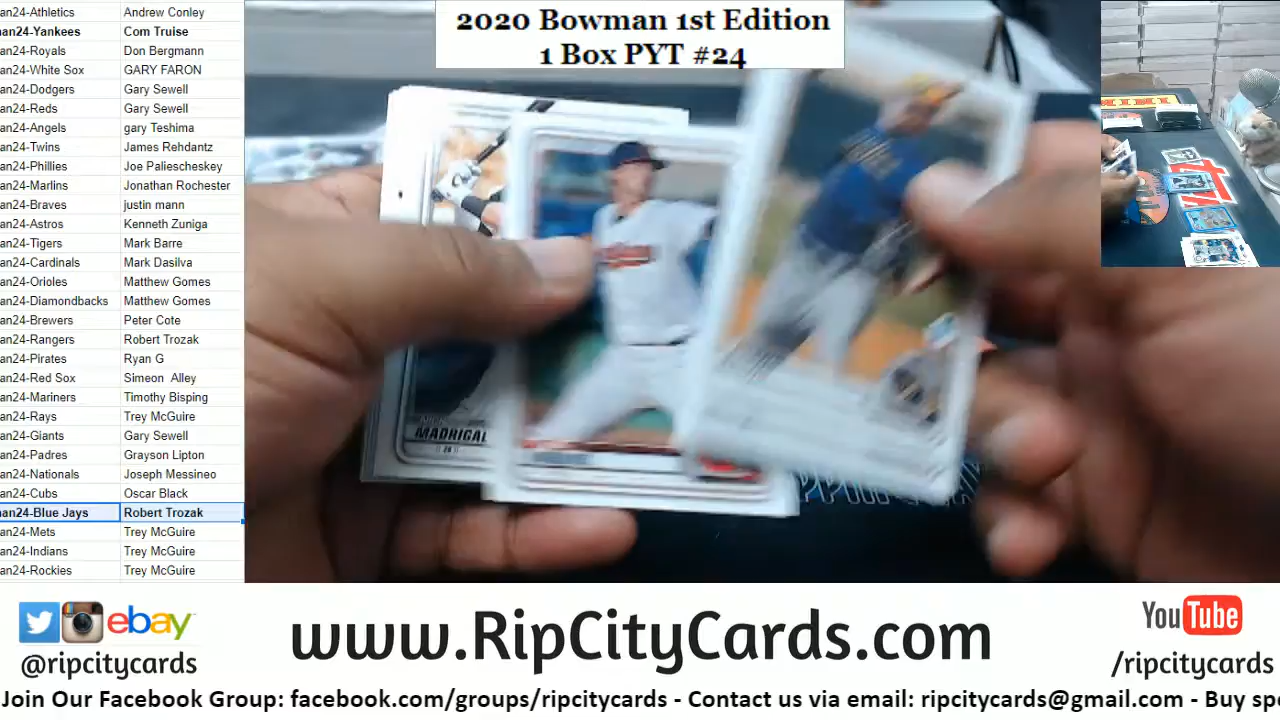 2020 Bowman 1st Edition
1 Box PYT #24
an24-Athletics Andrew Conley
an24-Yankees Com Truise
an24-Royals Don Bergmann
an24-White Sox GARY FARON
an24-Dodgers Gary Sewell
an24-Reds Gary Sewell
an24-Angels gary Teshima
an24-Twins James Rehdantz
an24-Phillies Joe Paliescheskey
an24-Marlins Jonathan Rochester
an24-Braves justin mann
an24-Astros Kenneth Zuniga
an24-Tigers Mark Barre
an24-Cardinals Mark Dasilva
an24-Orioles Matthew Gomes
an24-Diamondbacks Matthew Gomes
an24-Brewers Peter Cote
an24-Rangers Robert Trozak
an24-Pirates Ryan G
an24-Red Sox Simeon Alley
an24-Mariners Timothy Bisping
an24-Rays Trey McGuire
an24-Giants Gary Sewell
an24-Padres Grayson Lipton
an24-Nationals Joseph Messineo
an24-Cubs Oscar Black
an24-Blue Jays Robert Trozak
an24-Mets Trey McGuire
an24-Indians Trey McGuire
an24-Rockies Trey McGuire
MADRIGAL
ebay
@ripcitycards
www.RipCityCards.com
YouTube
/ripcitycards
Join Our Facebook Group: facebook.com/groups/ripcitycards - Contact us via email: ripcitycards@gmail.com - Buy spo